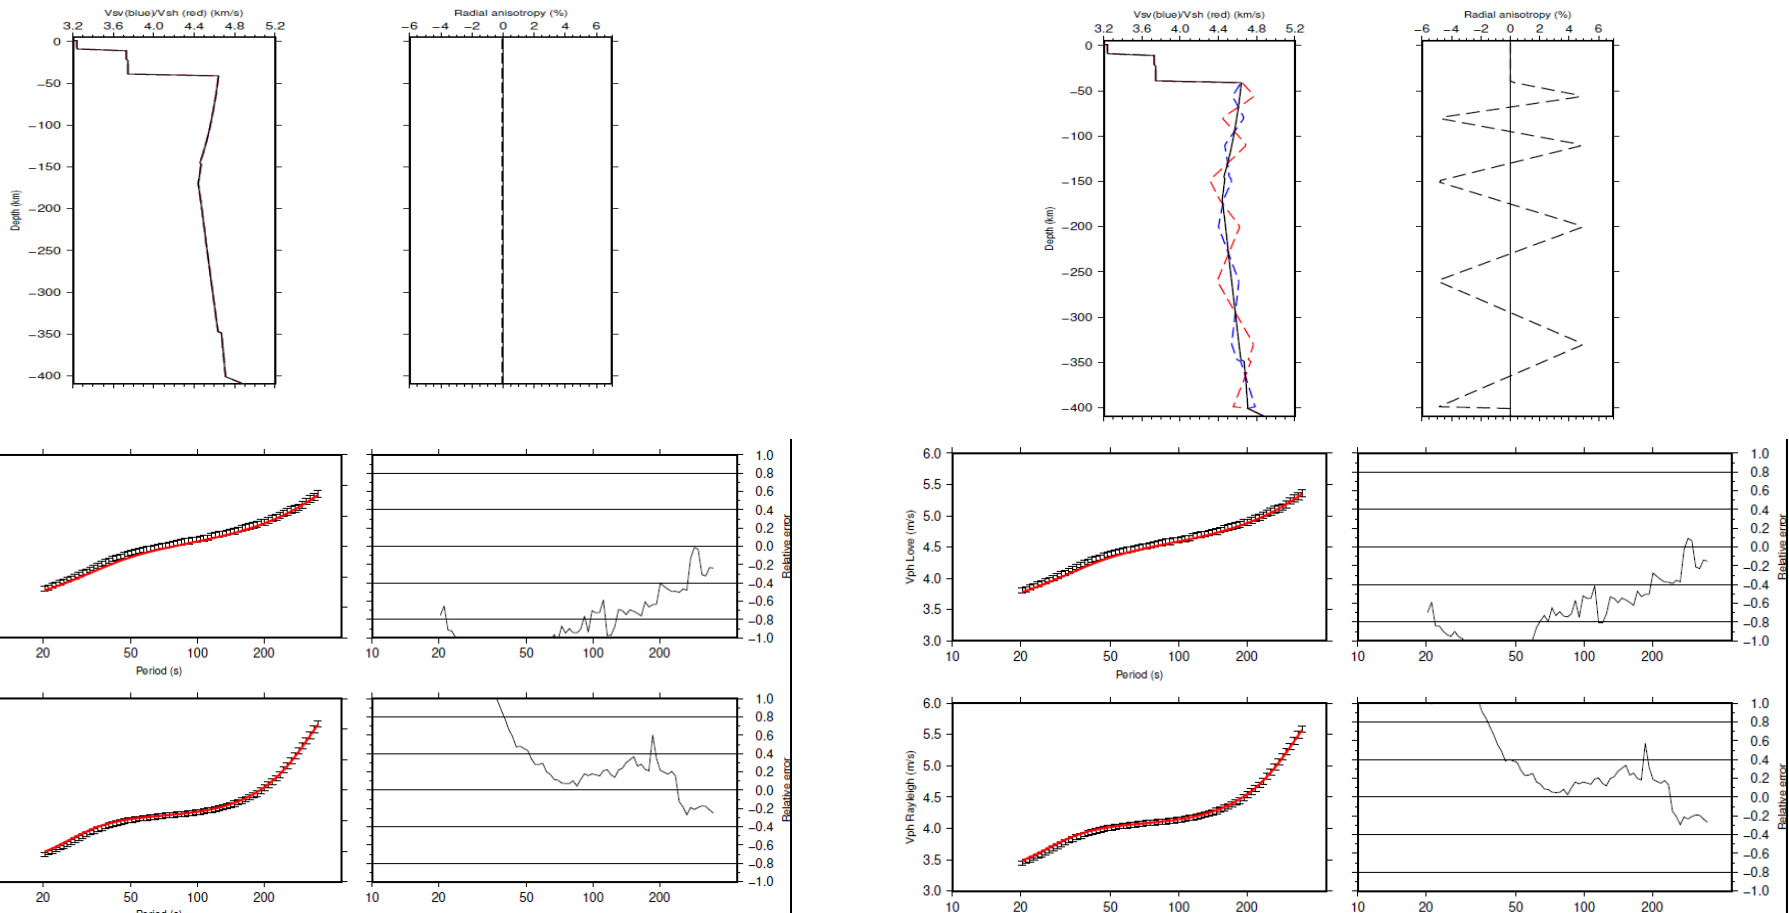 Vsv(blue)/Vsh (red) (km/s)
3.2 3.6 4.0 4.4 4.8 5.2
Radial anisotropy (%)
−6 −4 −2 0 2 4 6
Depth (km)
0
−50
−100
−150
−200
−250
−300
−350
−400
Vsv(blue)/Vsh (red) (km/s)
3.2 3.6 4.0 4.4 4.8 5.2
Radial anisotropy (%)
−6 −4 −2 0 2 4 6
Depth (km)
0
−50
−100
−150
−200
−250
−300
−350
−400
20 50 100 200
Period (s)
10 20 50 100 200
1.0
0.8
0.6
0.4
0.2
0.0
−0.2
−0.4
−0.6
−0.8
−1.0
Relative error
Vph Love (m/s)
6.0
5.5
5.0
4.5
4.0
3.5
3.0
10 20 50 100 200
Period (s)
10 20 50 100 200
1.0
0.8
0.6
0.4
0.2
0.0
−0.2
−0.4
−0.6
−0.8
−1.0
Relative error
20 50 100 200
Period (s)
10 20 50 100 200
1.0
0.8
0.6
0.4
0.2
0.0
−0.2
−0.4
−0.6
−0.8
−1.0
Relative error
Vph Rayleigh (m/s)
6.0
5.5
5.0
4.5
4.0
3.5
3.0
10 20 50 100 200
10 20 50 100 200
1.0
0.8
0.6
0.4
0.2
0.0
−0.2
−0.4
−0.6
−0.8
−1.0
Relative error